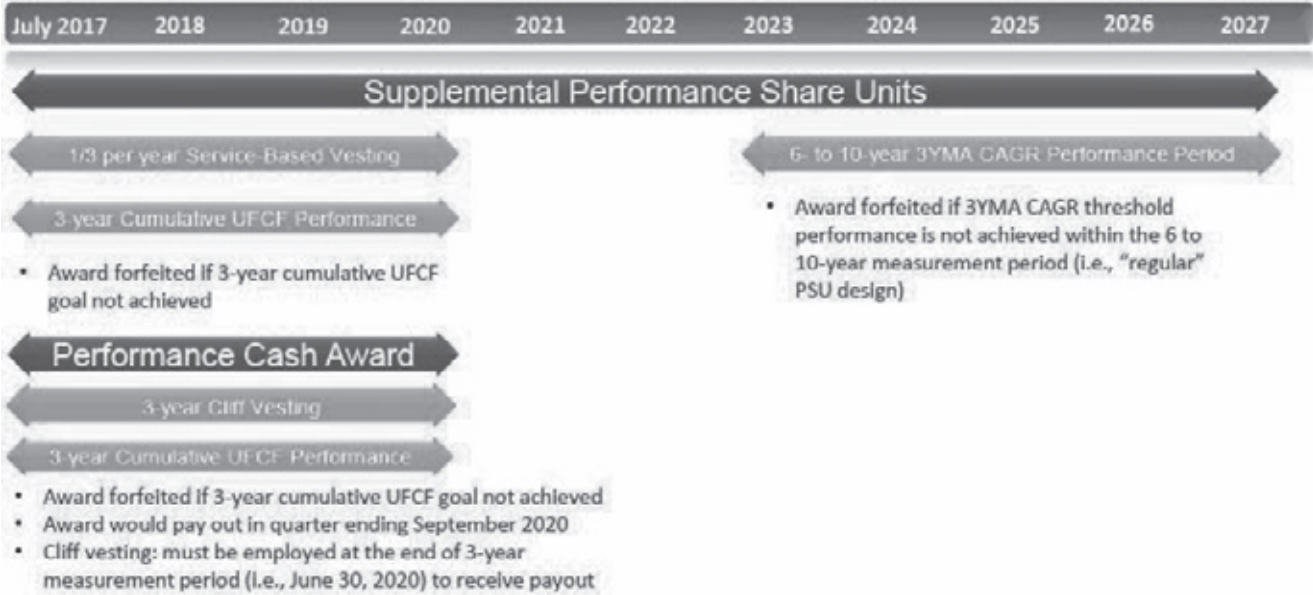 July 2017 2018 2019 2020 2021 2022 2023 2024 2025 2026 2027
Supplemental Performance Share Units
1/3 per year Service-Based Vesting
6- to 10-year 3YMA CAGR Performance Period
3-year Cumulative UFCF Performance
• Award forfeited if 3YMA CAGR threshold
performance is not achieved within the 6 to
10-year measurement period (i.e., “regular”
PSU design)
• Award forfeited if 3-year cumulative UFCF
goal not achieved
Performance Cash Award
3-year Cliff Vesting
3-year Cumulative UFCF Performance
• Award forfeited if 3-year cumulative UFCF goal not achieved
• Award would pay out in quarter ending September 2020
• Cliff vesting: must be employed at the end of 3-year
measurement period (i.e., June 30, 2020) to receive payout